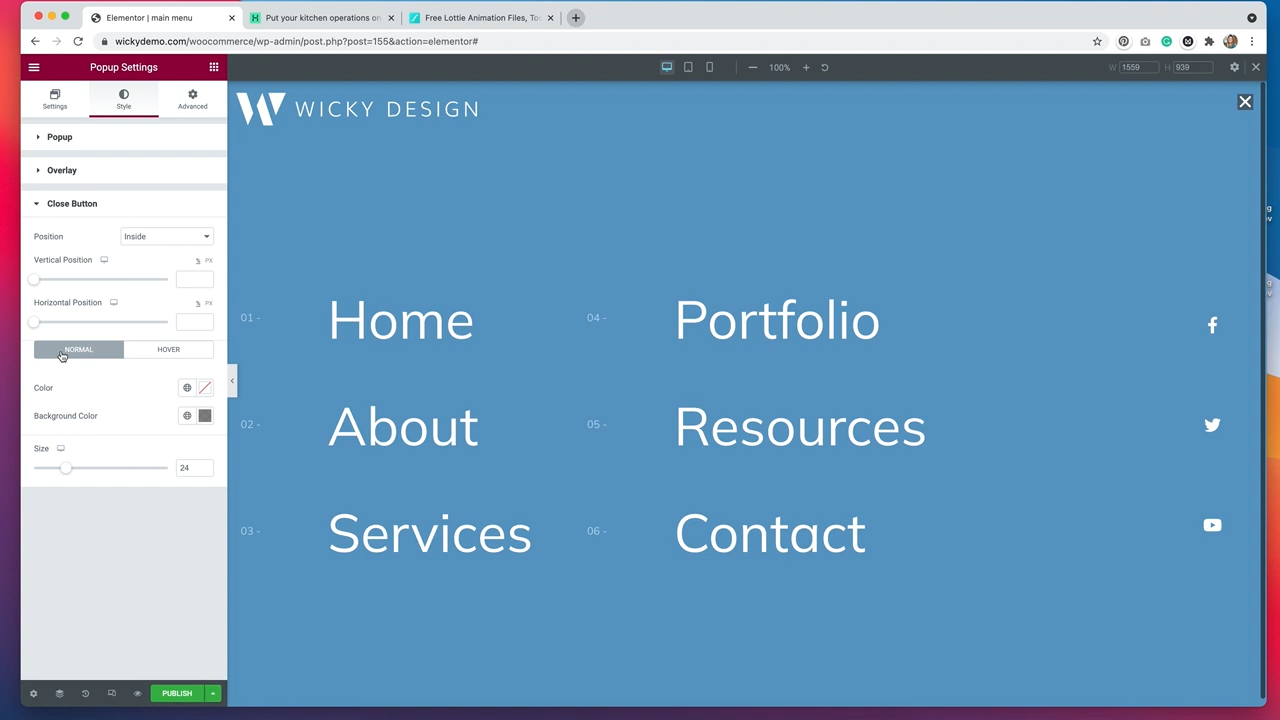 Elementor | main menu
Put your kitchen operations on
Free Lottie Animation Files, Too
wickydemo.com/woocommerce/wp-admin/post.php?post=155&action=elementor#
Popup Settings
100%
W 1559 H 939
Settings Style Advanced
WICKY DESIGN
Popup
Overlay
Close Button
Position Inside
Vertical Position % PX
Horizontal Position % PX
NORMAL HOVER
Color
Background Color
Size
24
01 - Home 04 - Portfolio
02 - About 05 - Resources
03 - Services 06 - Contact
PUBLISH